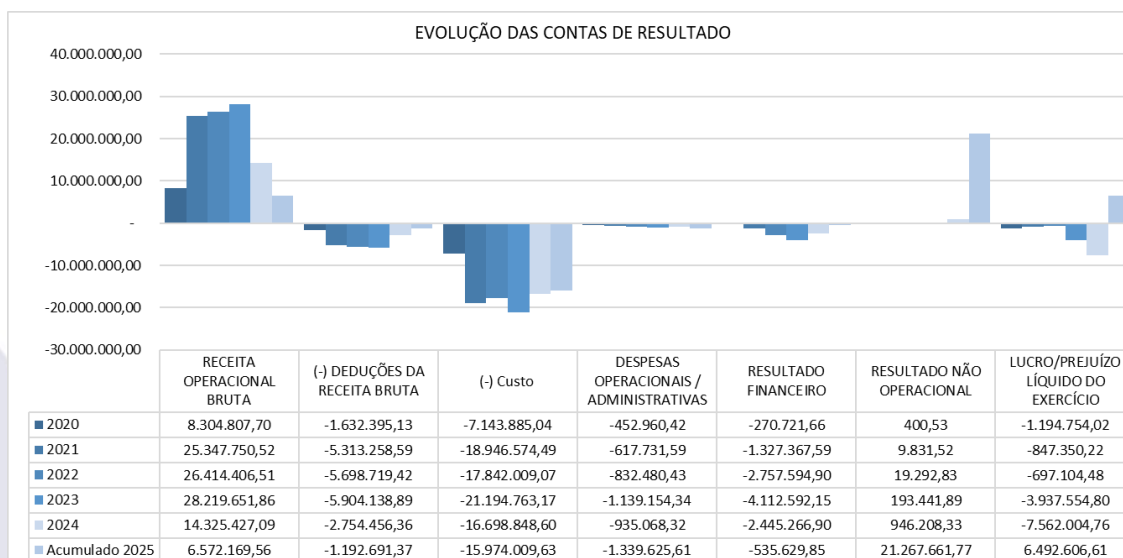 EVOLUÇÃO DAS CONTAS DE RESULTADO
40.000.000,00
30.000.000,00
20.000.000,00
10.000.000,00
-
-10.000.000,00
-20.000.000,00
-30.000.000,00
RECEITA OPERACIONAL BRUTA (-) DEDUÇÕES DA RECEITA BRUTA (-) Custo DESPESAS OPERACIONAIS / ADMINISTRATIVAS RESULTADO FINANCEIRO RESULTADO NÃO OPERACIONAL LUCRO/PREJUÍZO LÍQUIDO DO EXERCÍCIO
2020 8.304.807,70 -1.632.395,13 -7.143.885,04 -452.960,42 -270.721,66 400,53 -1.194.754,02
2021 25.347.750,52 -5.313.258,59 -18.946.574,49 -617.731,59 -1.327.367,59 9.831,52 -847.350,22
2022 26.414.406,51 -5.698.719,42 -17.842.009,07 -832.480,43 -2.757.594,90 19.292,83 -697.104,48
2023 28.219.651,86 -5.904.138,89 -21.194.763,17 -1.139.154,34 -4.112.592,15 193.441,89 -3.937.554,80
2024 14.325.427,09 -2.754.456,36 -16.698.848,60 -935.068,32 -2.445.266,90 946.208,33 -7.562.004,76
Acumulado 2025 6.572.169,56 -1.192.691,37 -15.974.009,63 -1.339.625,61 -535.629,85 21.267.661,77 6.492.606,61